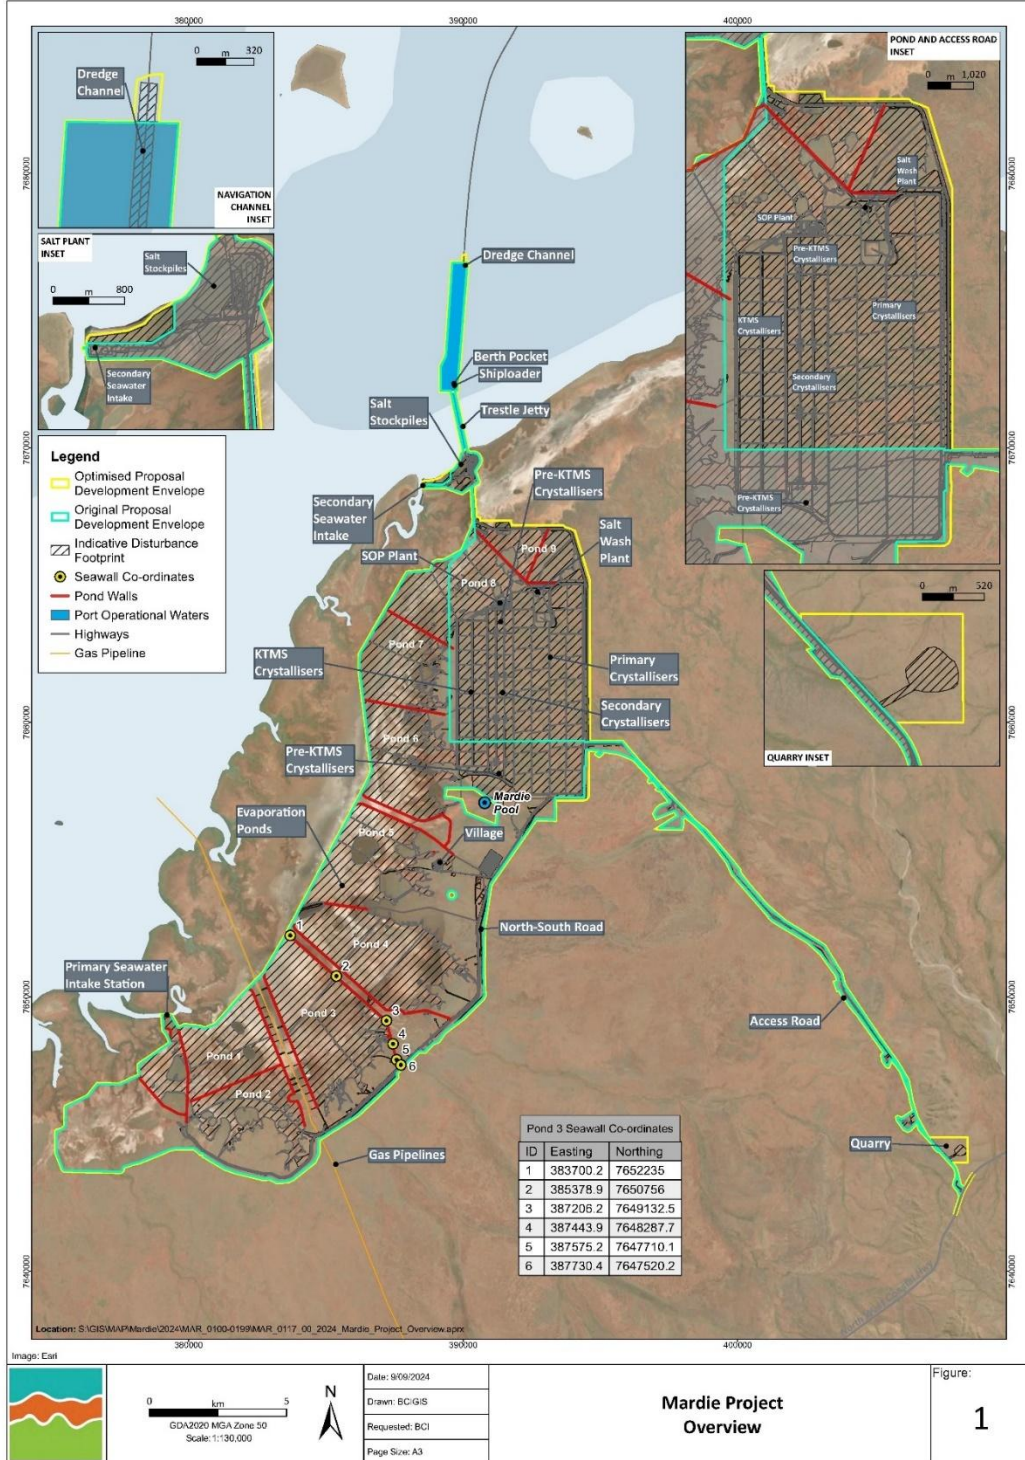 380000
390000
400000
0 m 320
Dredge
Channel
NAVIGATION
CHANNEL
INSET
SALT PLANT
INSET
Salt
Stockpiles
0 m 800
Secondary
Seawater
Intake
POND AND ACCESS ROAD
INSET
0 m 1,020
Salt
Wash
Plant
SOP Plant
Pre-KTMS
Crystallisers
KTMS
Crystallisers
Primary
Crystallisers
Secondary
Crystallisers
Pre-KTMS
Crystallisers
0 m 520
QUARRY INSET
Legend
Optimised Proposal
Development Envelope
Original Proposal
Development Envelope
Indicative Disturbance
Footprint
Seawall Co-ordinates
Pond Walls
Port Operational Waters
Highways
Gas Pipeline
7680000
7670000
7660000
7650000
7640000
7680000
7670000
7660000
7650000
7640000
Dredge Channel
Berth Pocket
Shiploader
Trestle Jetty
Salt
Stockpiles
Secondary
Seawater
Intake
Pre-KTMS
Crystallisers
Salt
Wash
Plant
SOP Plant
Pond 9
Pond 8
Pond 7
KTMS
Crystallisers
Primary
Crystallisers
Secondary
Crystallisers
Pond 6
Pre-KTMS
Crystallisers
Mardie
Pool
Evaporation
Ponds
Pond 5
Village
North-South Road
Pond 4
1
2
3
4
5
6
Primary Seawater
Intake Station
Pond 3
Pond 1
Pond 2
Gas Pipelines
Access Road
Quarry
Pond 3 Seawall Co-ordinates
ID Easting Northing
1 383700.2 7652235
2 385378.9 7650756
3 387206.2 7649132.5
4 387443.9 7648287.7
5 387575.2 7647710.1
6 387730.4 7647520.2
Location: S:\GIS\MAP\Mardie\2024\MAR_0100-0199\MAR_0117_00_2024_Mardie_Project_Overview.aprx
380000
390000
400000
Image: Esri
0 km 5
GDA2020 MGA Zone 50
Scale: 1:130,000
N
Date: 9/09/2024
Drawn: BCIGIS
Requested: BCI
Page Size: A3
Mardie Project
Overview
Figure:
1